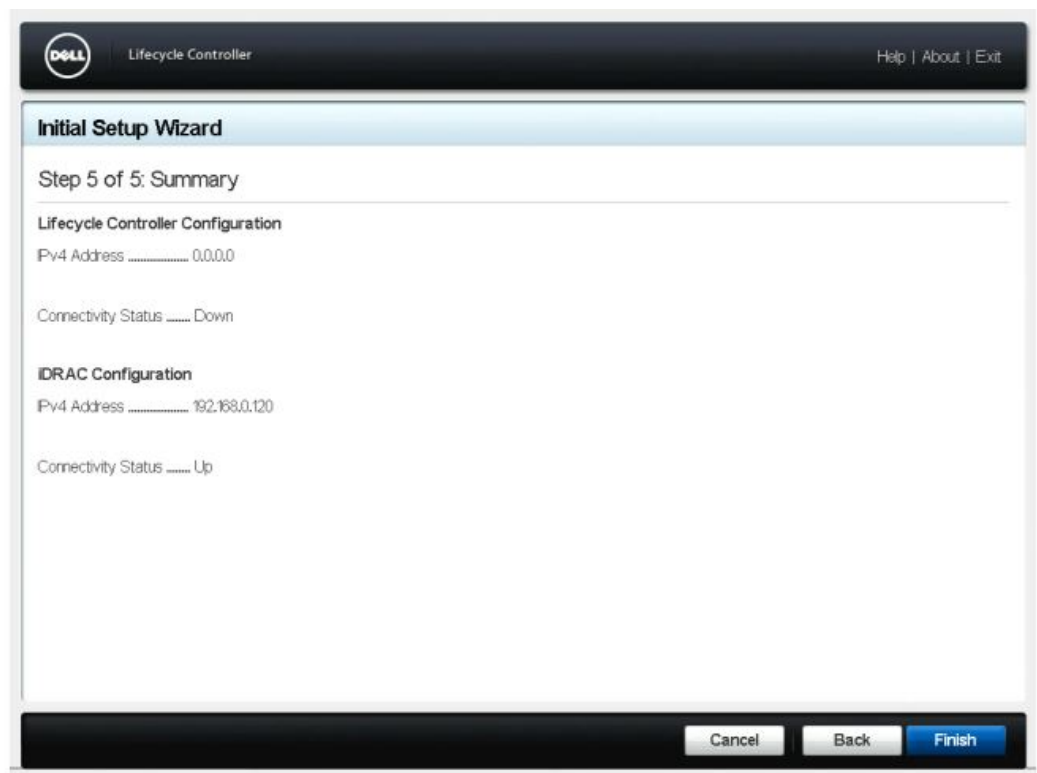 DELL
Lifecycle Controller
Help | About | Exit
Initial Setup Wizard
Step 5 of 5: Summary
Lifecycle Controller Configuration
IPv4 Address .................. 0.0.0.0
Connectivity Status ....... Down
iDRAC Configuration
IPv4 Address .................. 192.168.0.120
Connectivity Status ....... Up
Cancel Back Finish